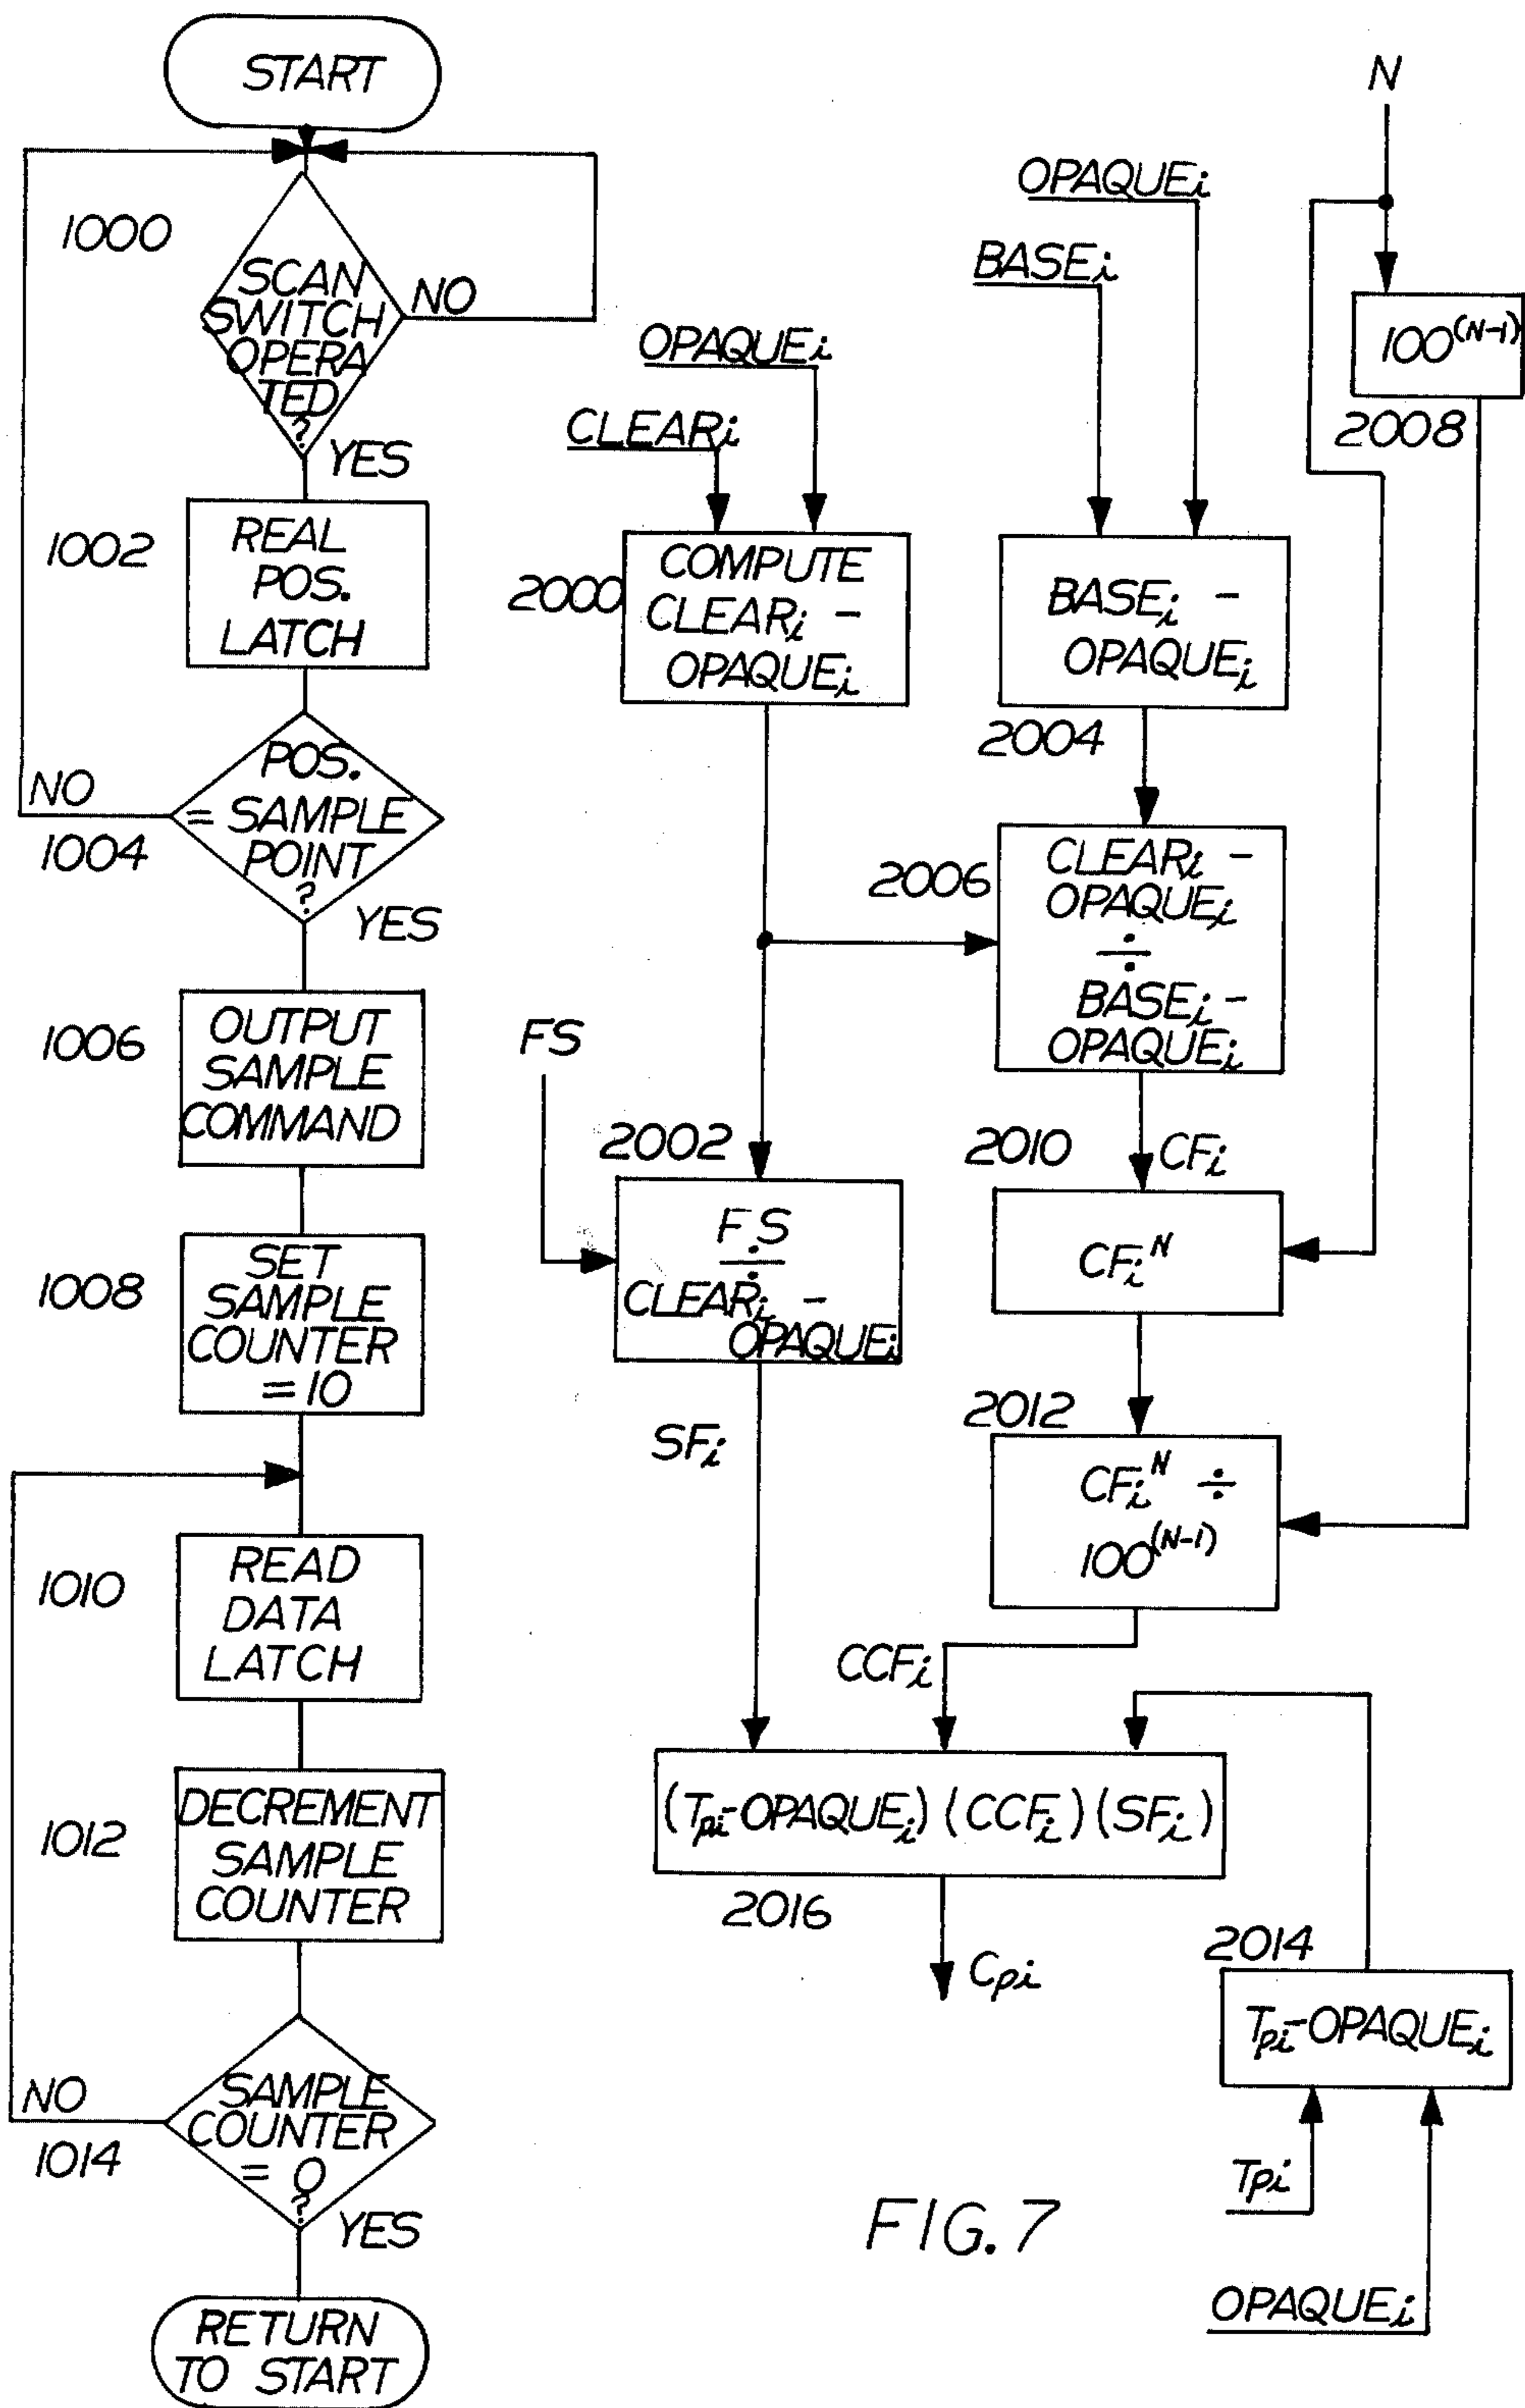 START
1000
SCAN
SWITCH
OPERA
TED
?
NO
YES
1002
REAL
POS.
LATCH
POS.
= SAMPLE
POINT
?
NO
1004
YES
1006
OUTPUT
SAMPLE
COMMAND
1008
SET
SAMPLE
COUNTER
= 10
1010
READ
DATA
LATCH
1012
DECREMENT
SAMPLE
COUNTER
SAMPLE
COUNTER
= 0
?
NO
1014
YES
RETURN
TO START
OPAQUEi
CLEARi
2000
COMPUTE
CLEARi -
OPAQUEi
FS
2002
F.S
÷
CLEARi -
OPAQUEi
SFi
OPAQUEi
BASEi
BASEi -
OPAQUEi
2004
2006
CLEARi -
OPAQUEi
÷
BASEi -
OPAQUEi
2010
CFi
CFi^N
2012
CFi^N ÷
100^(N-1)
CCFi
N
100^(N-1)
2008
(Tpi-OPAQUEi) (CCFi) (SFi)
2016
Cpi
2014
Tpi-OPAQUEi
Tpi
OPAQUEi
FIG. 7